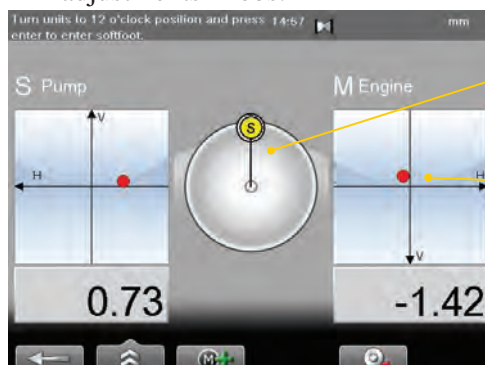 Turn units to 12 o'clock position and press 14:57 mm
enter to enter softfoot.
S Pump
M Engine
V
S
H
H
V
0.73
-1.42
M